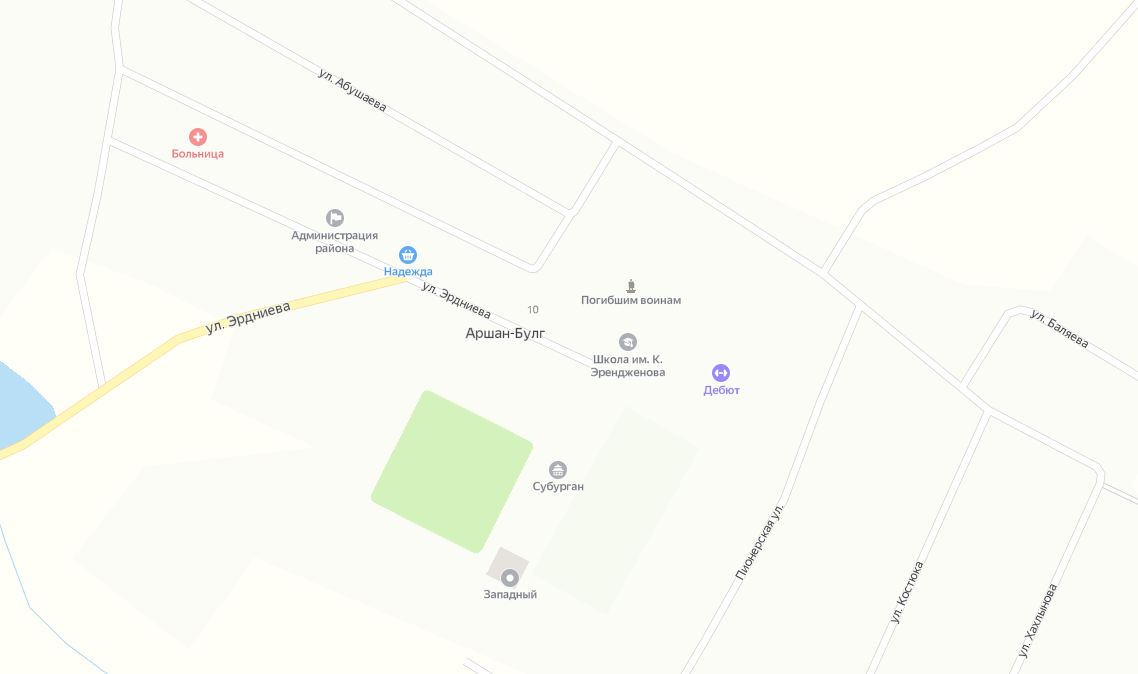 ул. Абушаева
Больница
Администрация
района
Надежда
ул. Эрдниева
ул. Эрдниева
10
Погибшим воинам
Аршан-Булг
ул. Баляева
Школа им. К.
Эрендженова
Дебют
Субурган
Пионерская ул.
Западный
ул. Костюка
ул. Хахлынова